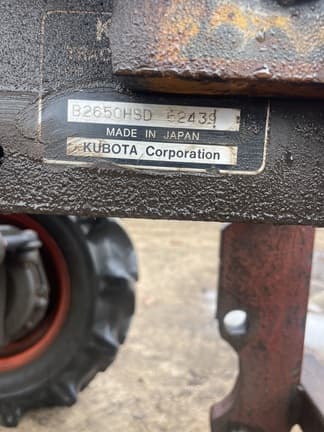 K
B2650HSD 62439
MADE IN JAPAN
KUBOTA Corporation